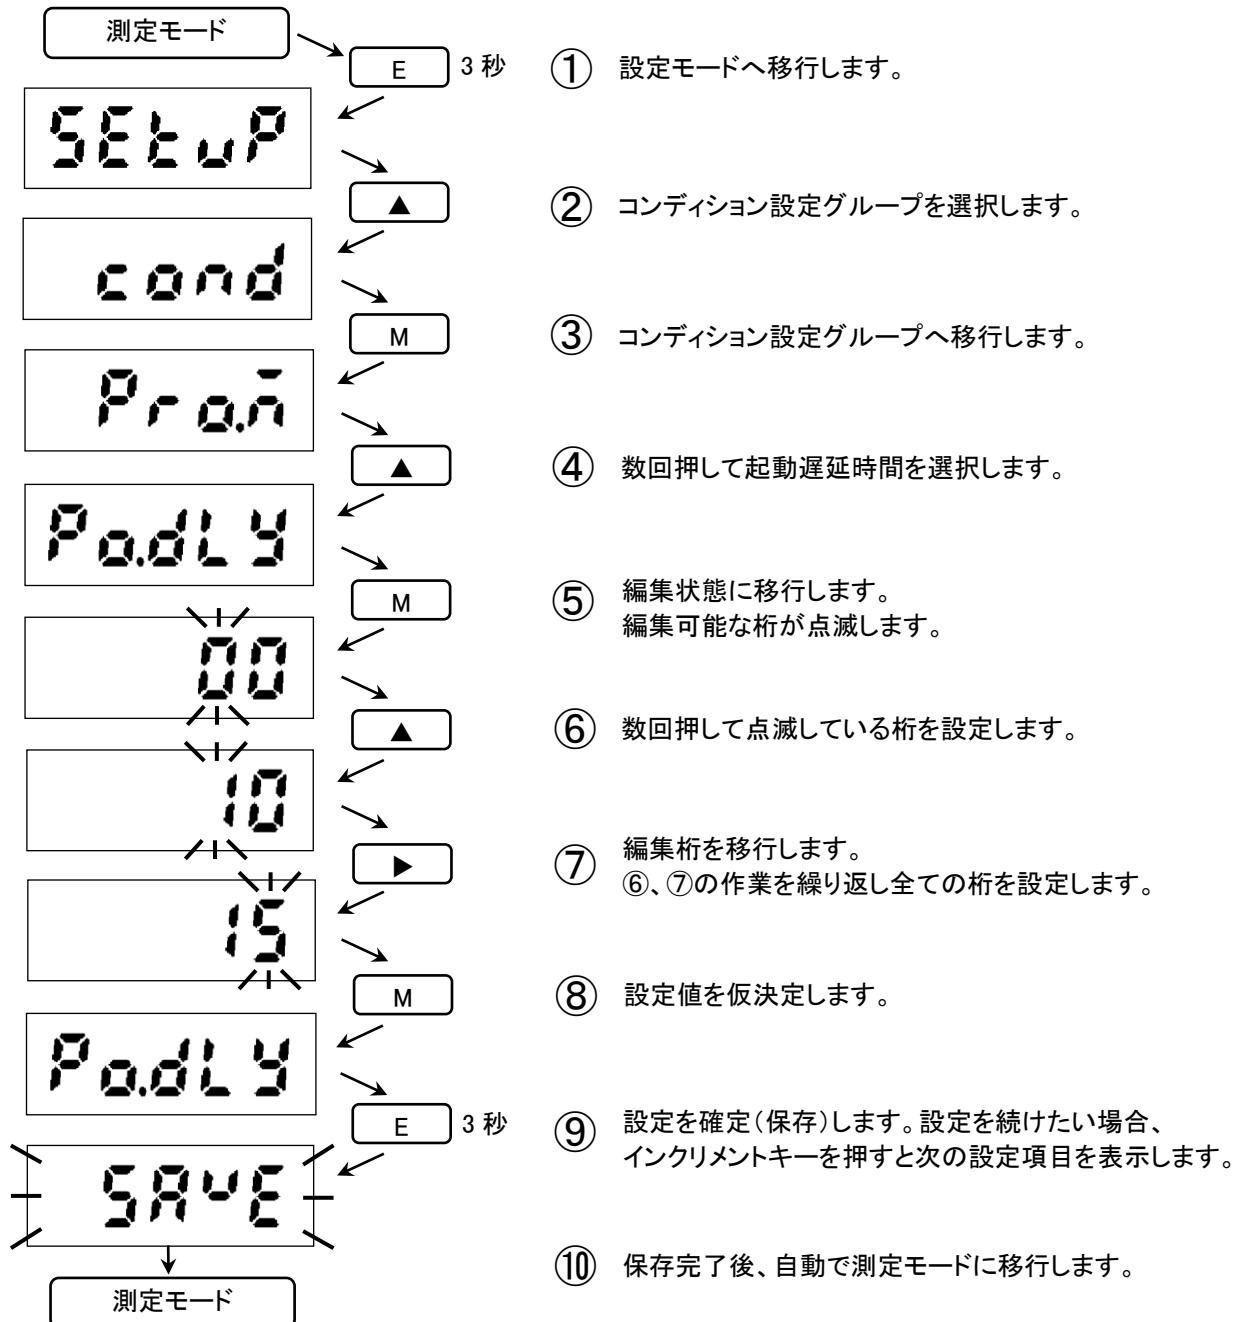 測定モード
E 3 秒 ① 設定モードへ移行します。
SEtuP
▲ ② コンディション設定グループを選択します。
cond
M ③ コンディション設定グループへ移行します。
Pro.m
▲ ④ 数回押して起動遅延時間を選択します。
Po.dLY
M ⑤ 編集状態に移行します。
編集可能な桁が点滅します。
00
▲ ⑥ 数回押して点滅している桁を設定します。
10
▶ ⑦ 編集桁を移行します。
⑥、⑦の作業を繰り返し全ての桁を設定します。
15
M ⑧ 設定値を仮決定します。
Po.dLY
E 3 秒 ⑨ 設定を確定(保存)します。設定を続けたい場合、
インクリメントキーを押すと次の設定項目を表示します。
SAvE
⑩ 保存完了後、自動で測定モードに移行します。
測定モード